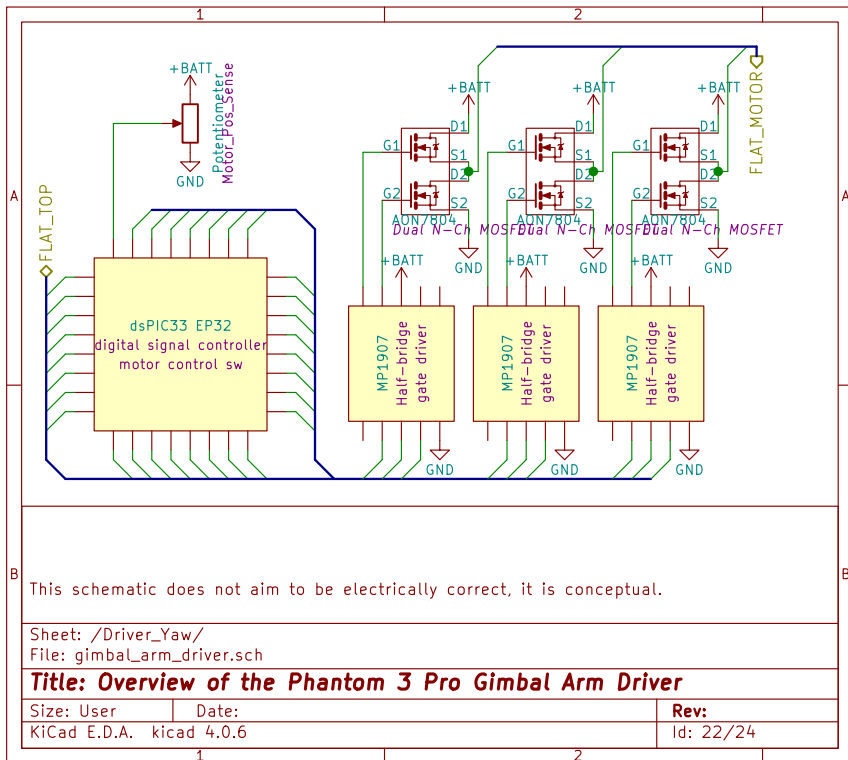 1 2
+BATT
Potentiometer
Motor_Pos_Sense
GND
+BATT +BATT +BATT
FLAT_MOTOR
D1 D1 D1
G1 G1 G1
S1 S1 S1
D2 D2 D2
G2 G2 G2
S2 S2 S2
AON7804 AON7804 AON7804
Dual N-Ch MOSFET Dual N-Ch MOSFET Dual N-Ch MOSFET
A A
FLAT_TOP
GND GND GND
+BATT +BATT +BATT
dsPIC33 EP32
digital signal controller
motor control sw
MP1907
Half-bridge
gate driver
MP1907
Half-bridge
gate driver
MP1907
Half-bridge
gate driver
GND GND GND
B B
This schematic does not aim to be electrically correct, it is conceptual.
Sheet: /Driver_Yaw/
File: gimbal_arm_driver.sch
Title: Overview of the Phantom 3 Pro Gimbal Arm Driver
Size: User Date: Rev:
KiCad E.D.A. kicad 4.0.6 Id: 22/24
1 2